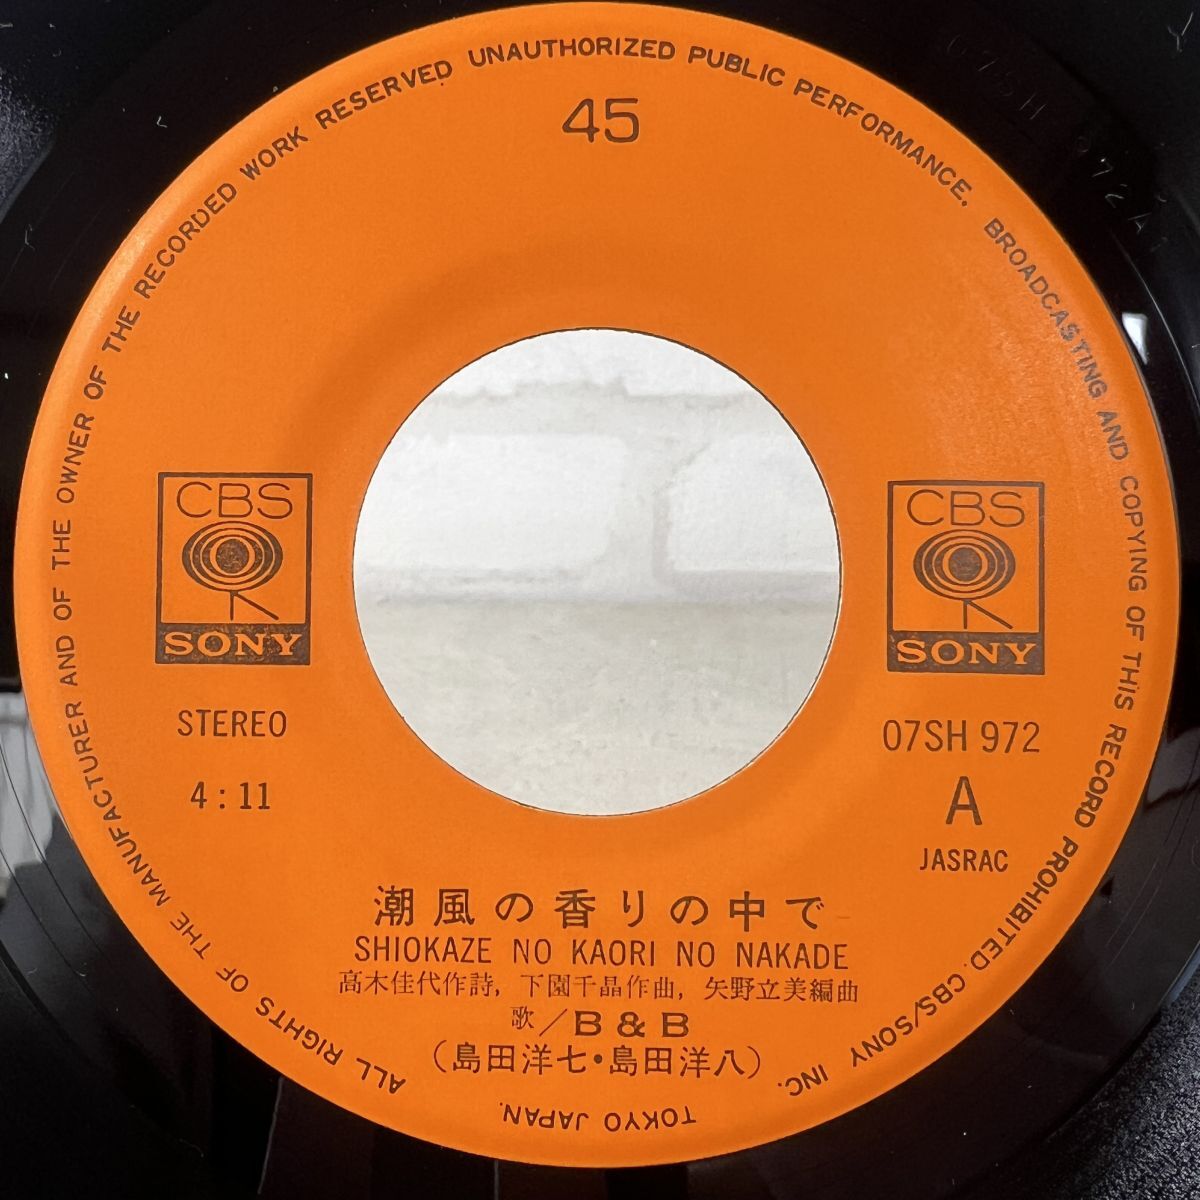 ALL RIGHTS OF THE MANUFACTURER AND OF THE OWNER OF THE RECORDED WORK RESERVED UNAUTHORIZED PUBLIC PERFORMANCE. BROADCASTING AND COPYING OF THIS RECORD PROHIBITED. CBS/SONY INC. TOKYO JAPAN.
45
CBS
SONY
STEREO
4:11
CBS
SONY
07SH 972
A
JASRAC
潮風の香りの中で
SHIOKAZE NO KAORI NO NAKADE
高木佳代作詩, 下園千晶作曲, 矢野立美編曲
歌/B&B
(島田洋七・島田洋八)